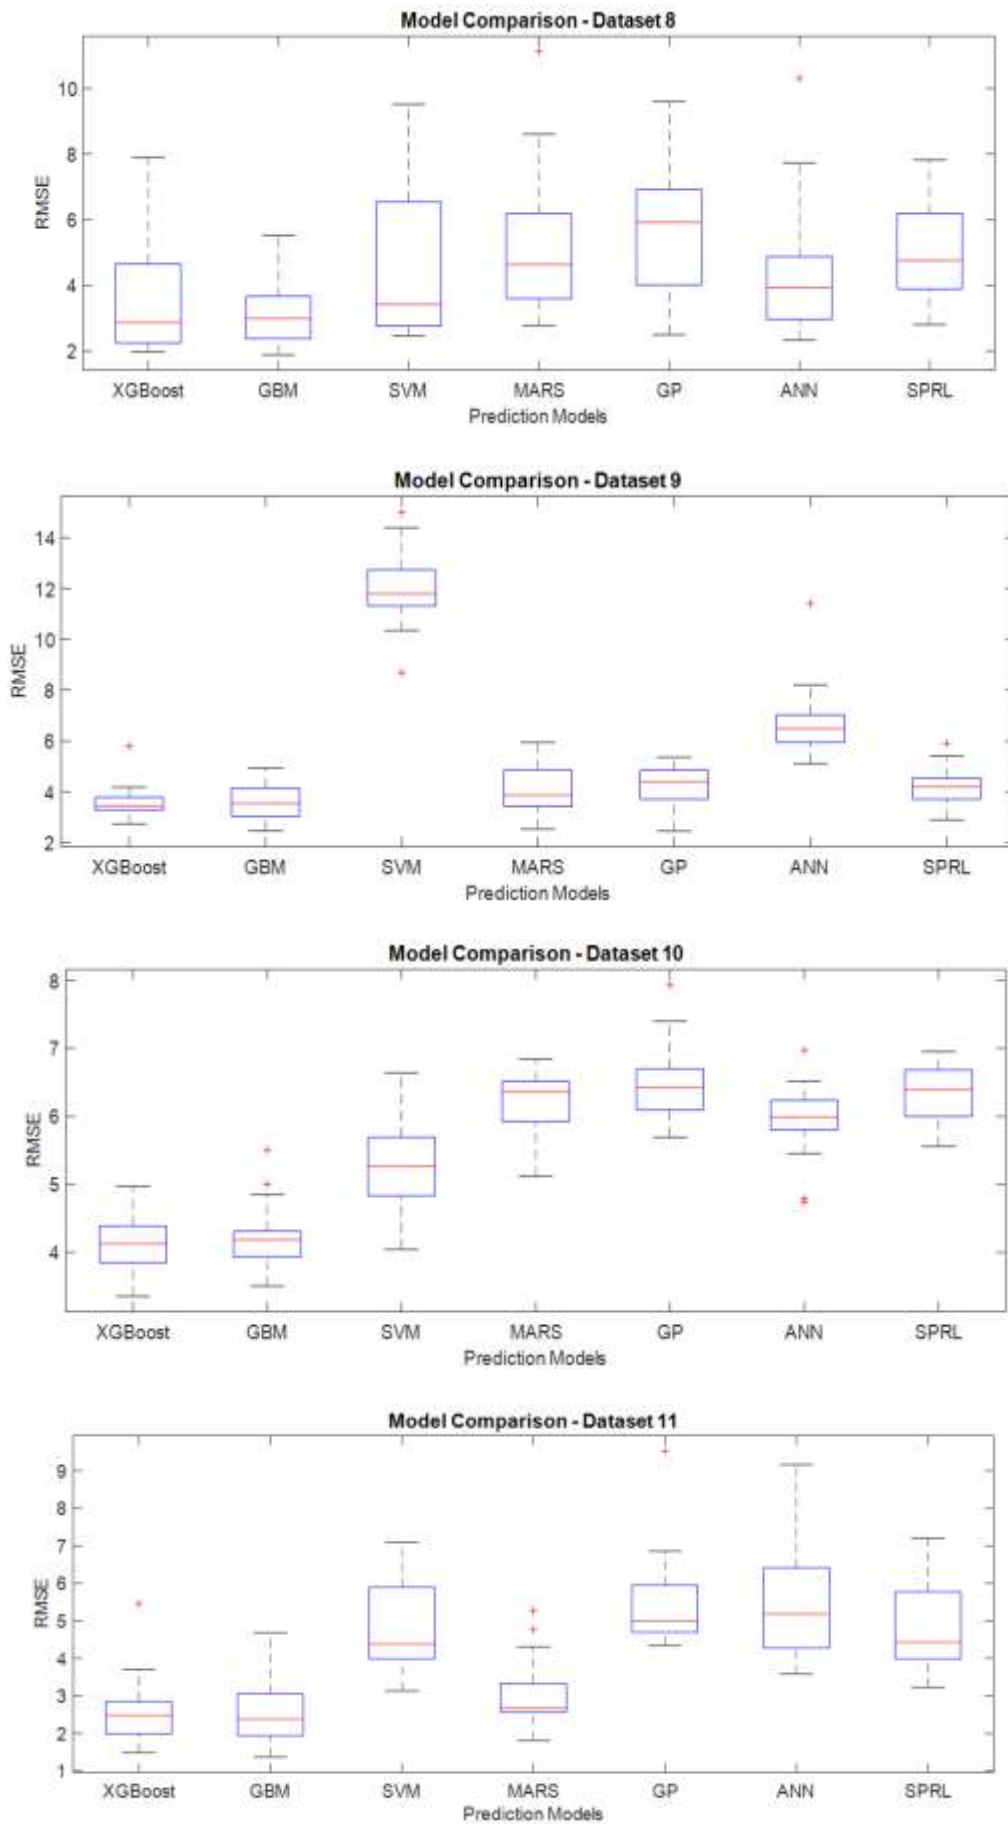 Model Comparison - Dataset 8
10
8
6
4
2
RMSE
XGBoost GBM SVM MARS GP ANN SPRL
Prediction Models
Model Comparison - Dataset 9
14
12
10
8
6
4
2
RMSE
XGBoost GBM SVM MARS GP ANN SPRL
Prediction Models
Model Comparison - Dataset 10
8
7
6
5
4
RMSE
XGBoost GBM SVM MARS GP ANN SPRL
Prediction Models
Model Comparison - Dataset 11
9
8
7
6
5
4
3
2
1
RMSE
XGBoost GBM SVM MARS GP ANN SPRL
Prediction Models